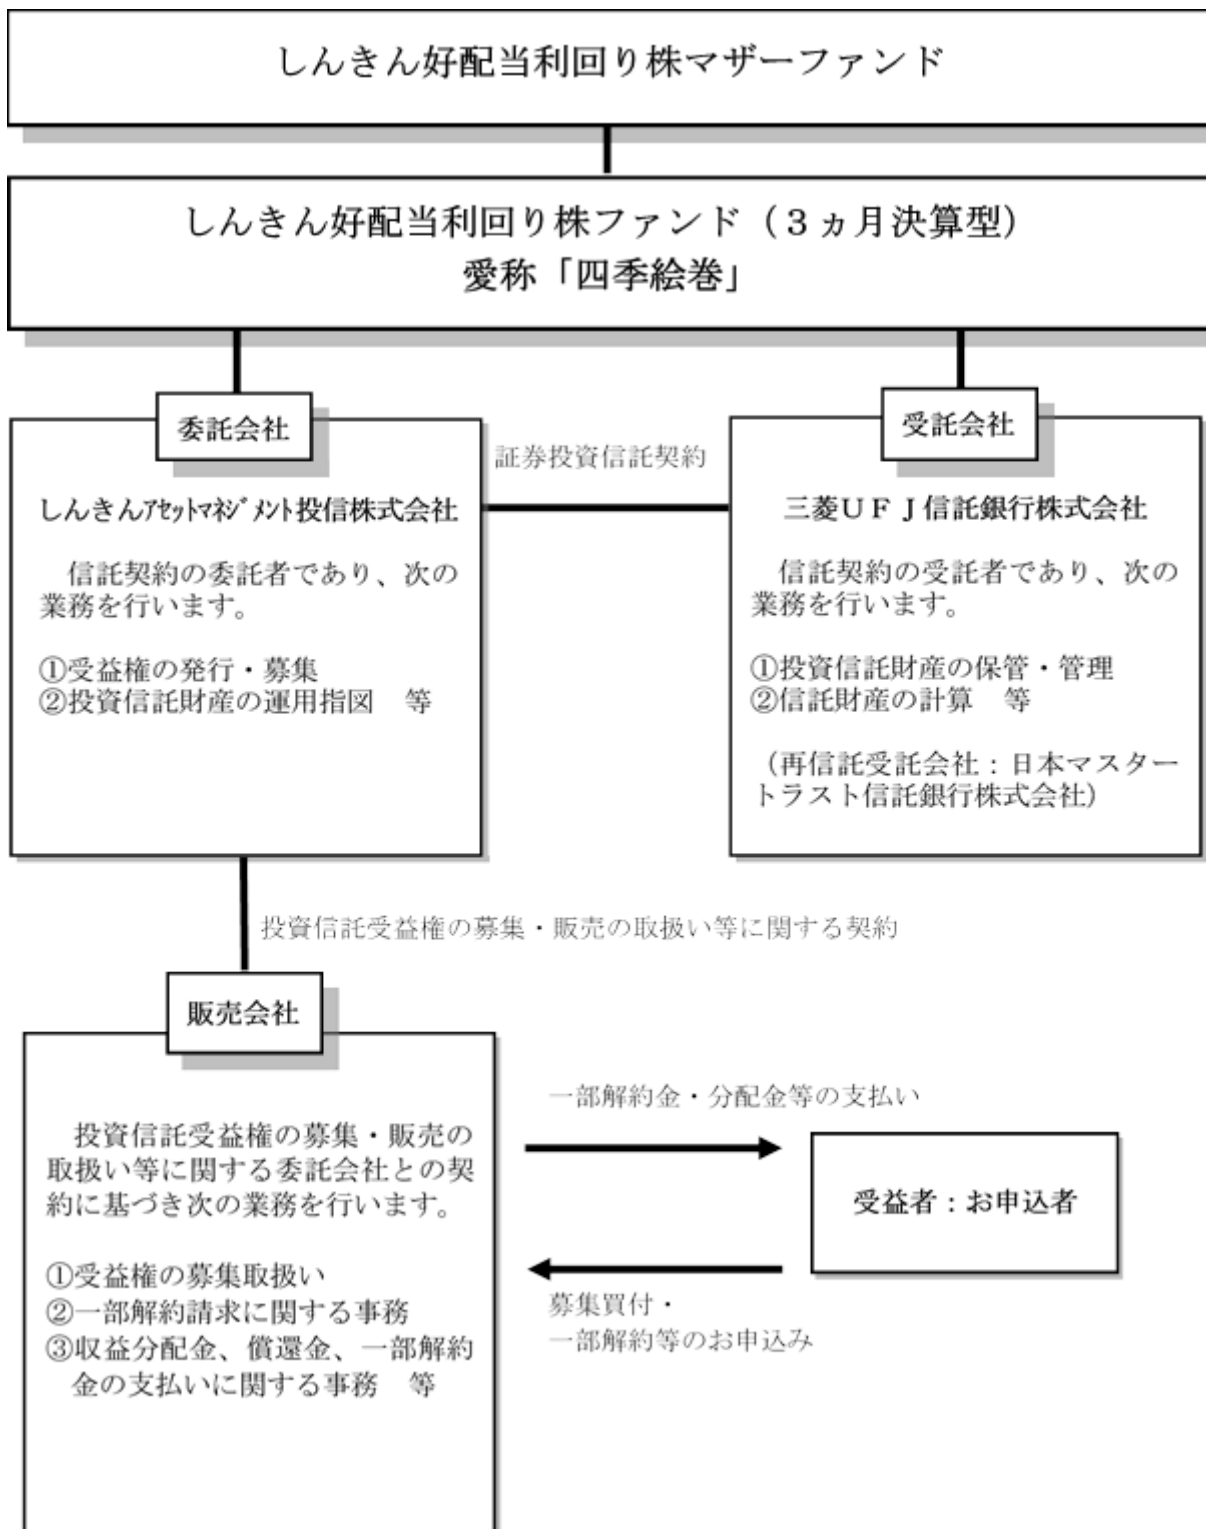 しんきん好配当利回り株マザーファンド
しんきん好配当利回り株ファンド（３ヵ月決算型）
愛称「四季絵巻」
委託会社
しんきんｱｾｯﾄﾏﾈｼﾞﾒﾝﾄ投信株式会社
信託契約の委託者であり、次の
業務を行います。
①受益権の発行・募集
②投資信託財産の運用指図　等
証券投資信託契約
受託会社
三菱ＵＦＪ信託銀行株式会社
信託契約の受託者であり、次の
業務を行います。
①投資信託財産の保管・管理
②信託財産の計算　等
（再信託受託会社：日本マスター
トラスト信託銀行株式会社）
投資信託受益権の募集・販売の取扱い等に関する契約
販売会社
投資信託受益権の募集・販売の
取扱い等に関する委託会社との契
約に基づき次の業務を行います。
①受益権の募集取扱い
②一部解約請求に関する事務
③収益分配金、償還金、一部解約
金の支払いに関する事務　等
一部解約金・分配金等の支払い
受益者：お申込者
募集買付・
一部解約等のお申込み